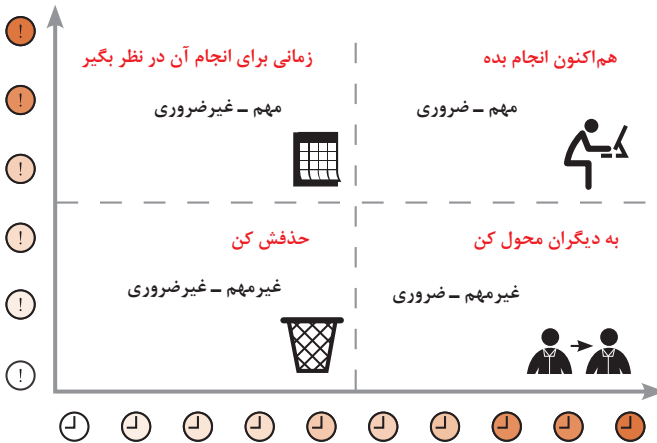 هم‌اکنون انجام بده
مهم ـ ضروری
زمانی برای انجام آن در نظر بگیر
مهم ـ غیرضروری
به دیگران محول کن
غیرمهم ـ ضروری
حذفش کن
غیرمهم ـ غیرضروری
!
!
!
!
!
!